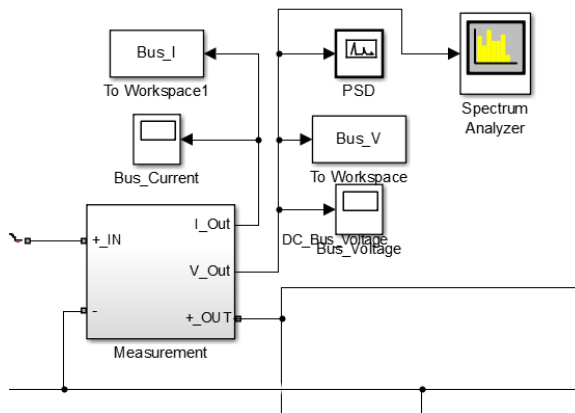 Bus_I
To Workspace1
PSD
Spectrum
Analyzer
Bus_Current
Bus_V
To Workspace
DC_Bus_Voltage
Bus_Voltage
+_IN
I_Out
V_Out
-
+_OUT
Measurement